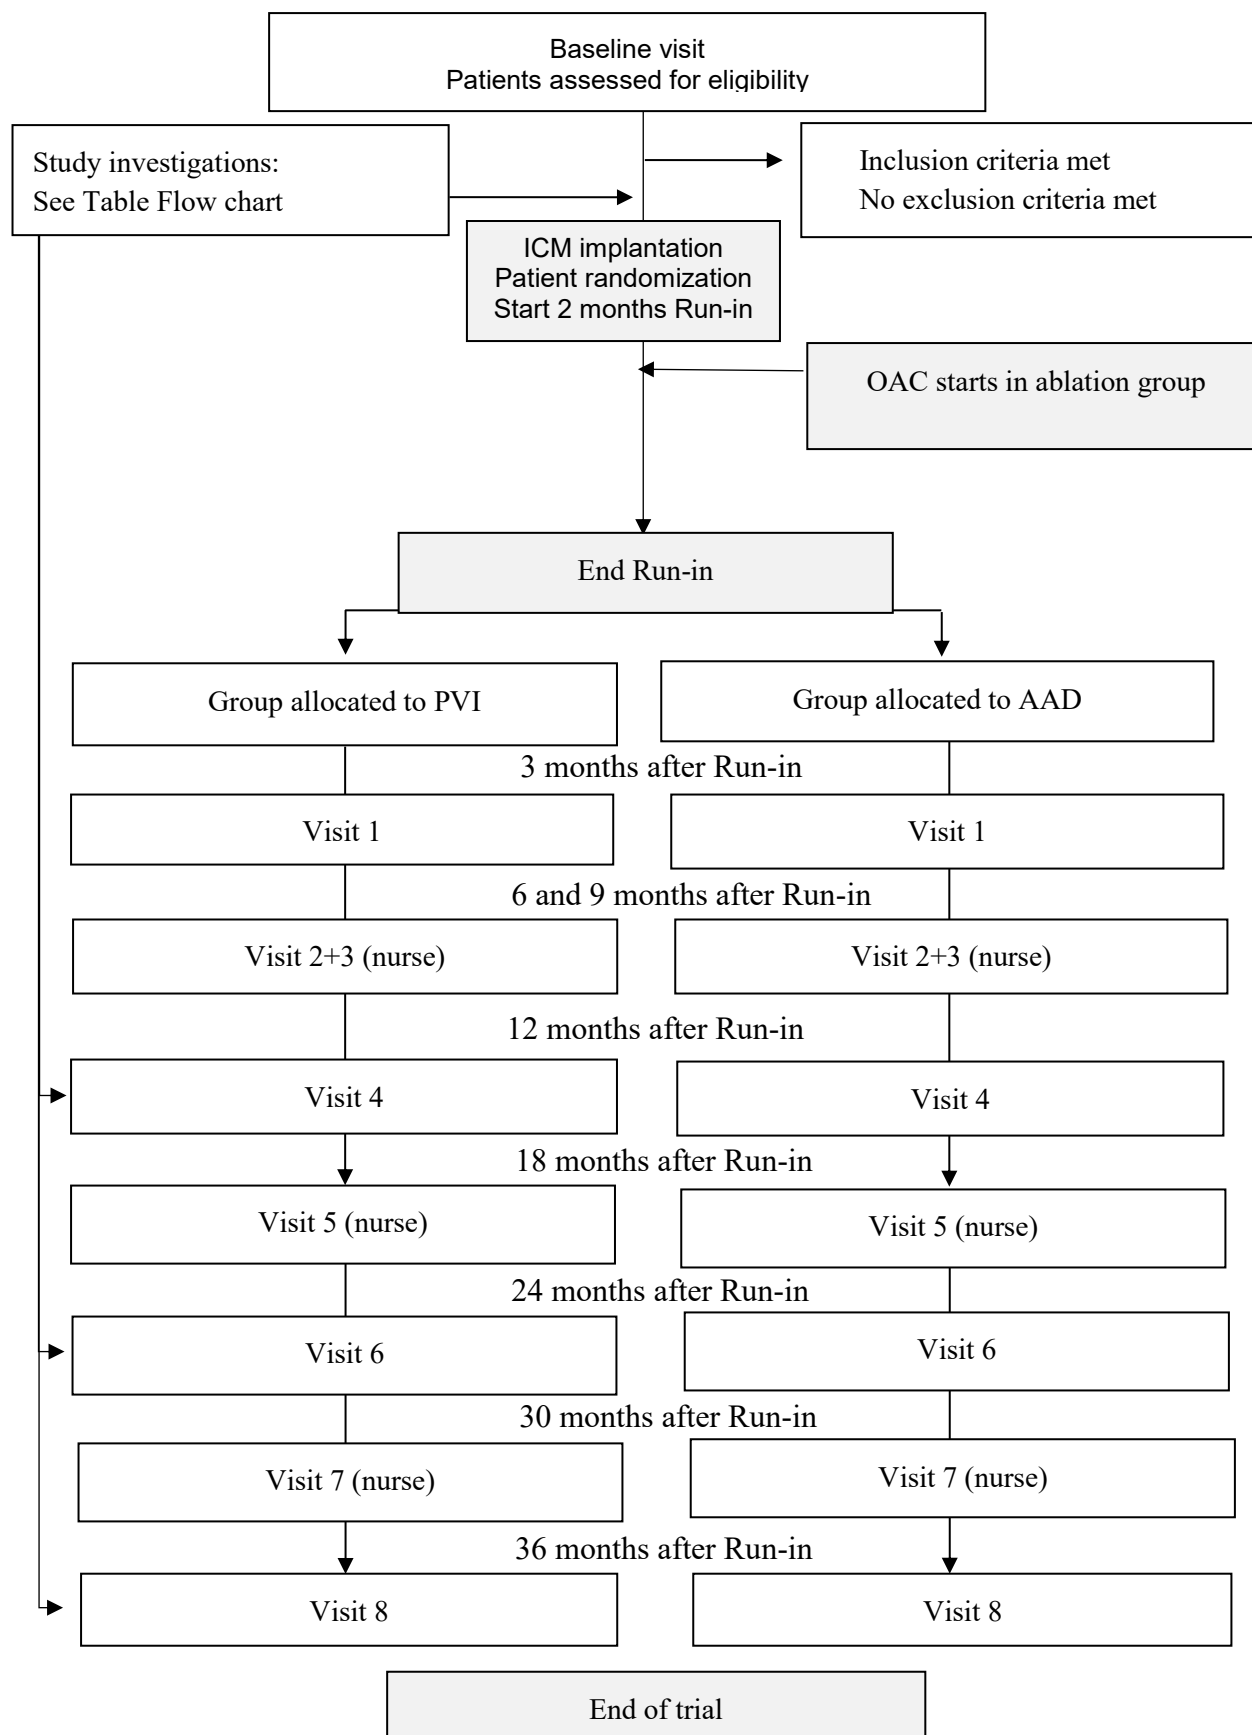 Baseline visit
Patients assessed for eligibility
Study investigations:
See Table Flow chart
Inclusion criteria met
No exclusion criteria met
ICM implantation
Patient randomization
Start 2 months Run-in
OAC starts in ablation group
End Run-in
Group allocated to PVI
Group allocated to AAD
3 months after Run-in
Visit 1
Visit 1
6 and 9 months after Run-in
Visit 2+3 (nurse)
Visit 2+3 (nurse)
12 months after Run-in
Visit 4
Visit 4
18 months after Run-in
Visit 5 (nurse)
Visit 5 (nurse)
24 months after Run-in
Visit 6
Visit 6
30 months after Run-in
Visit 7 (nurse)
Visit 7 (nurse)
36 months after Run-in
Visit 8
Visit 8
End of trial